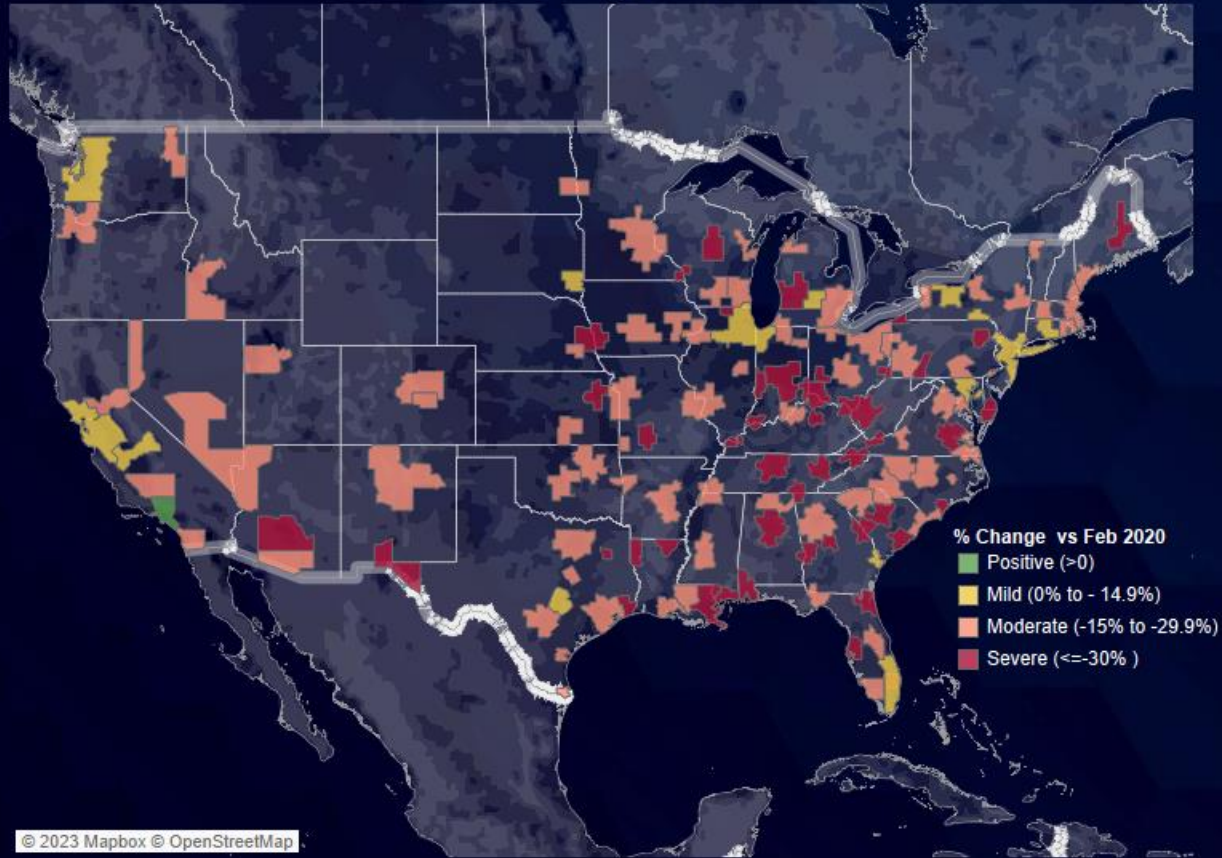 % Change  vs Feb 2020
Positive (>0)
Mild (0% to - 14.9%)
Moderate (-15% to -29.9%)
Severe (<=-30% )
© 2023 Mapbox © OpenStreetMap